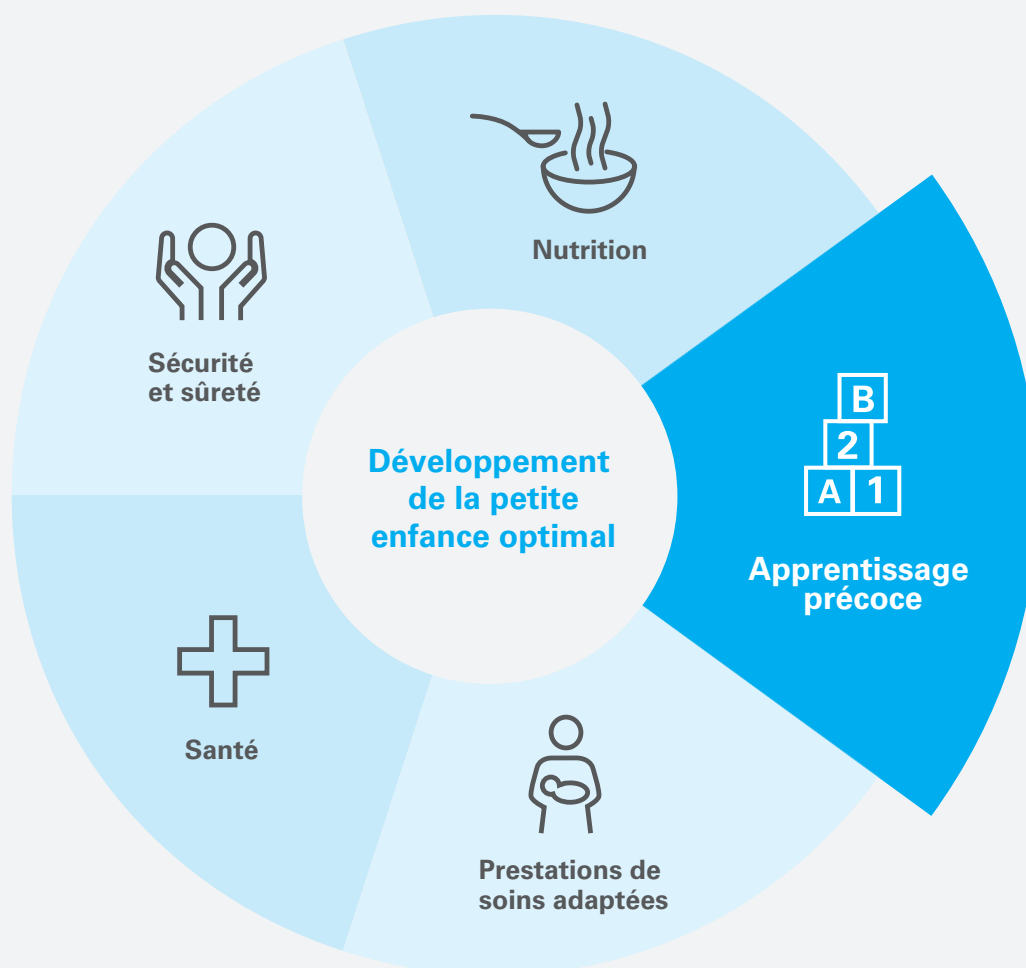 Nutrition
Sécurité
et sûreté
B
2
A 1
Apprentissage
précoce
Développement
de la petite
enfance optimal
Santé
Prestations de
soins adaptées